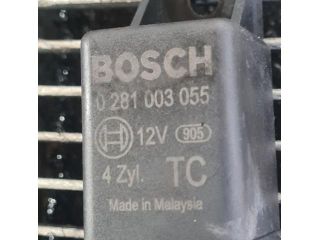 BOSCH
0 281 003 055
12V 905
4 Zyl. TC
Made in Malaysia